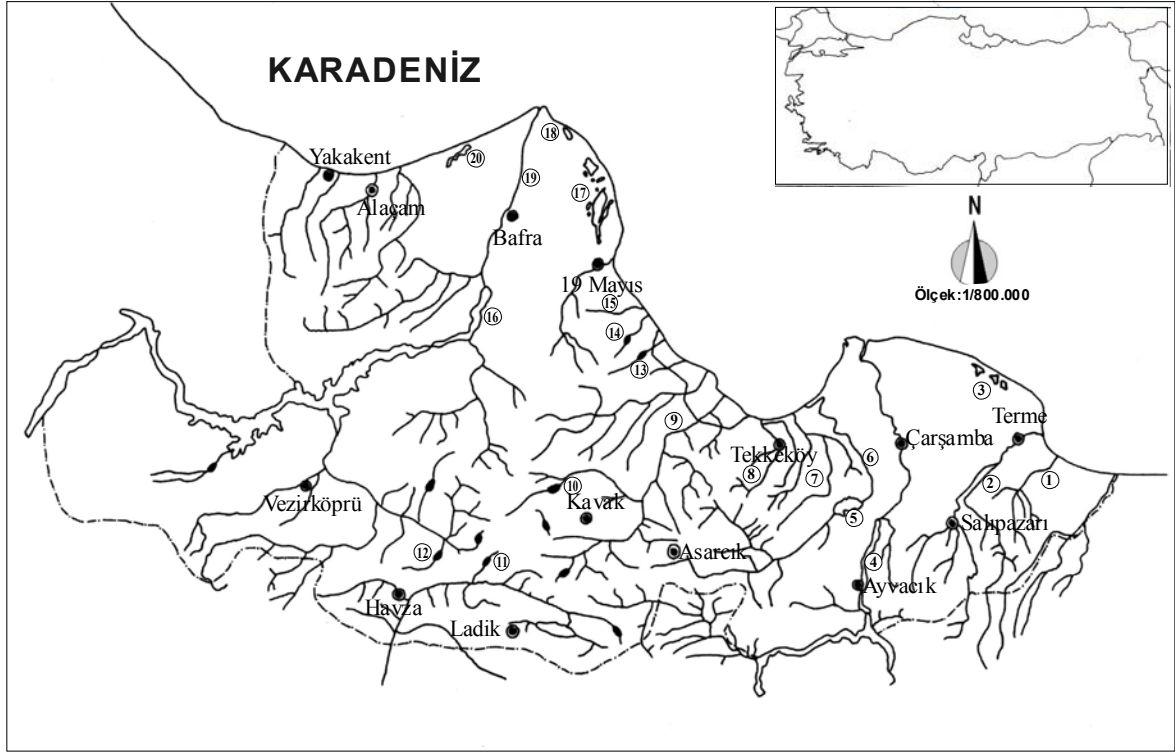 KARADENİZ
N
Ölçek:1/800.000
18
20
Yakakent
19
17
Alaçam
Bafra
19 Mayıs
15
16
14
13
3
9
Terme
Çarşamba
Tekkeköy
6
8
7
2
1
10
Vezirköprü
Kavak
5
Salıpazarı
12
11
Asarcık
4
Ayvacık
Havza
Ladik